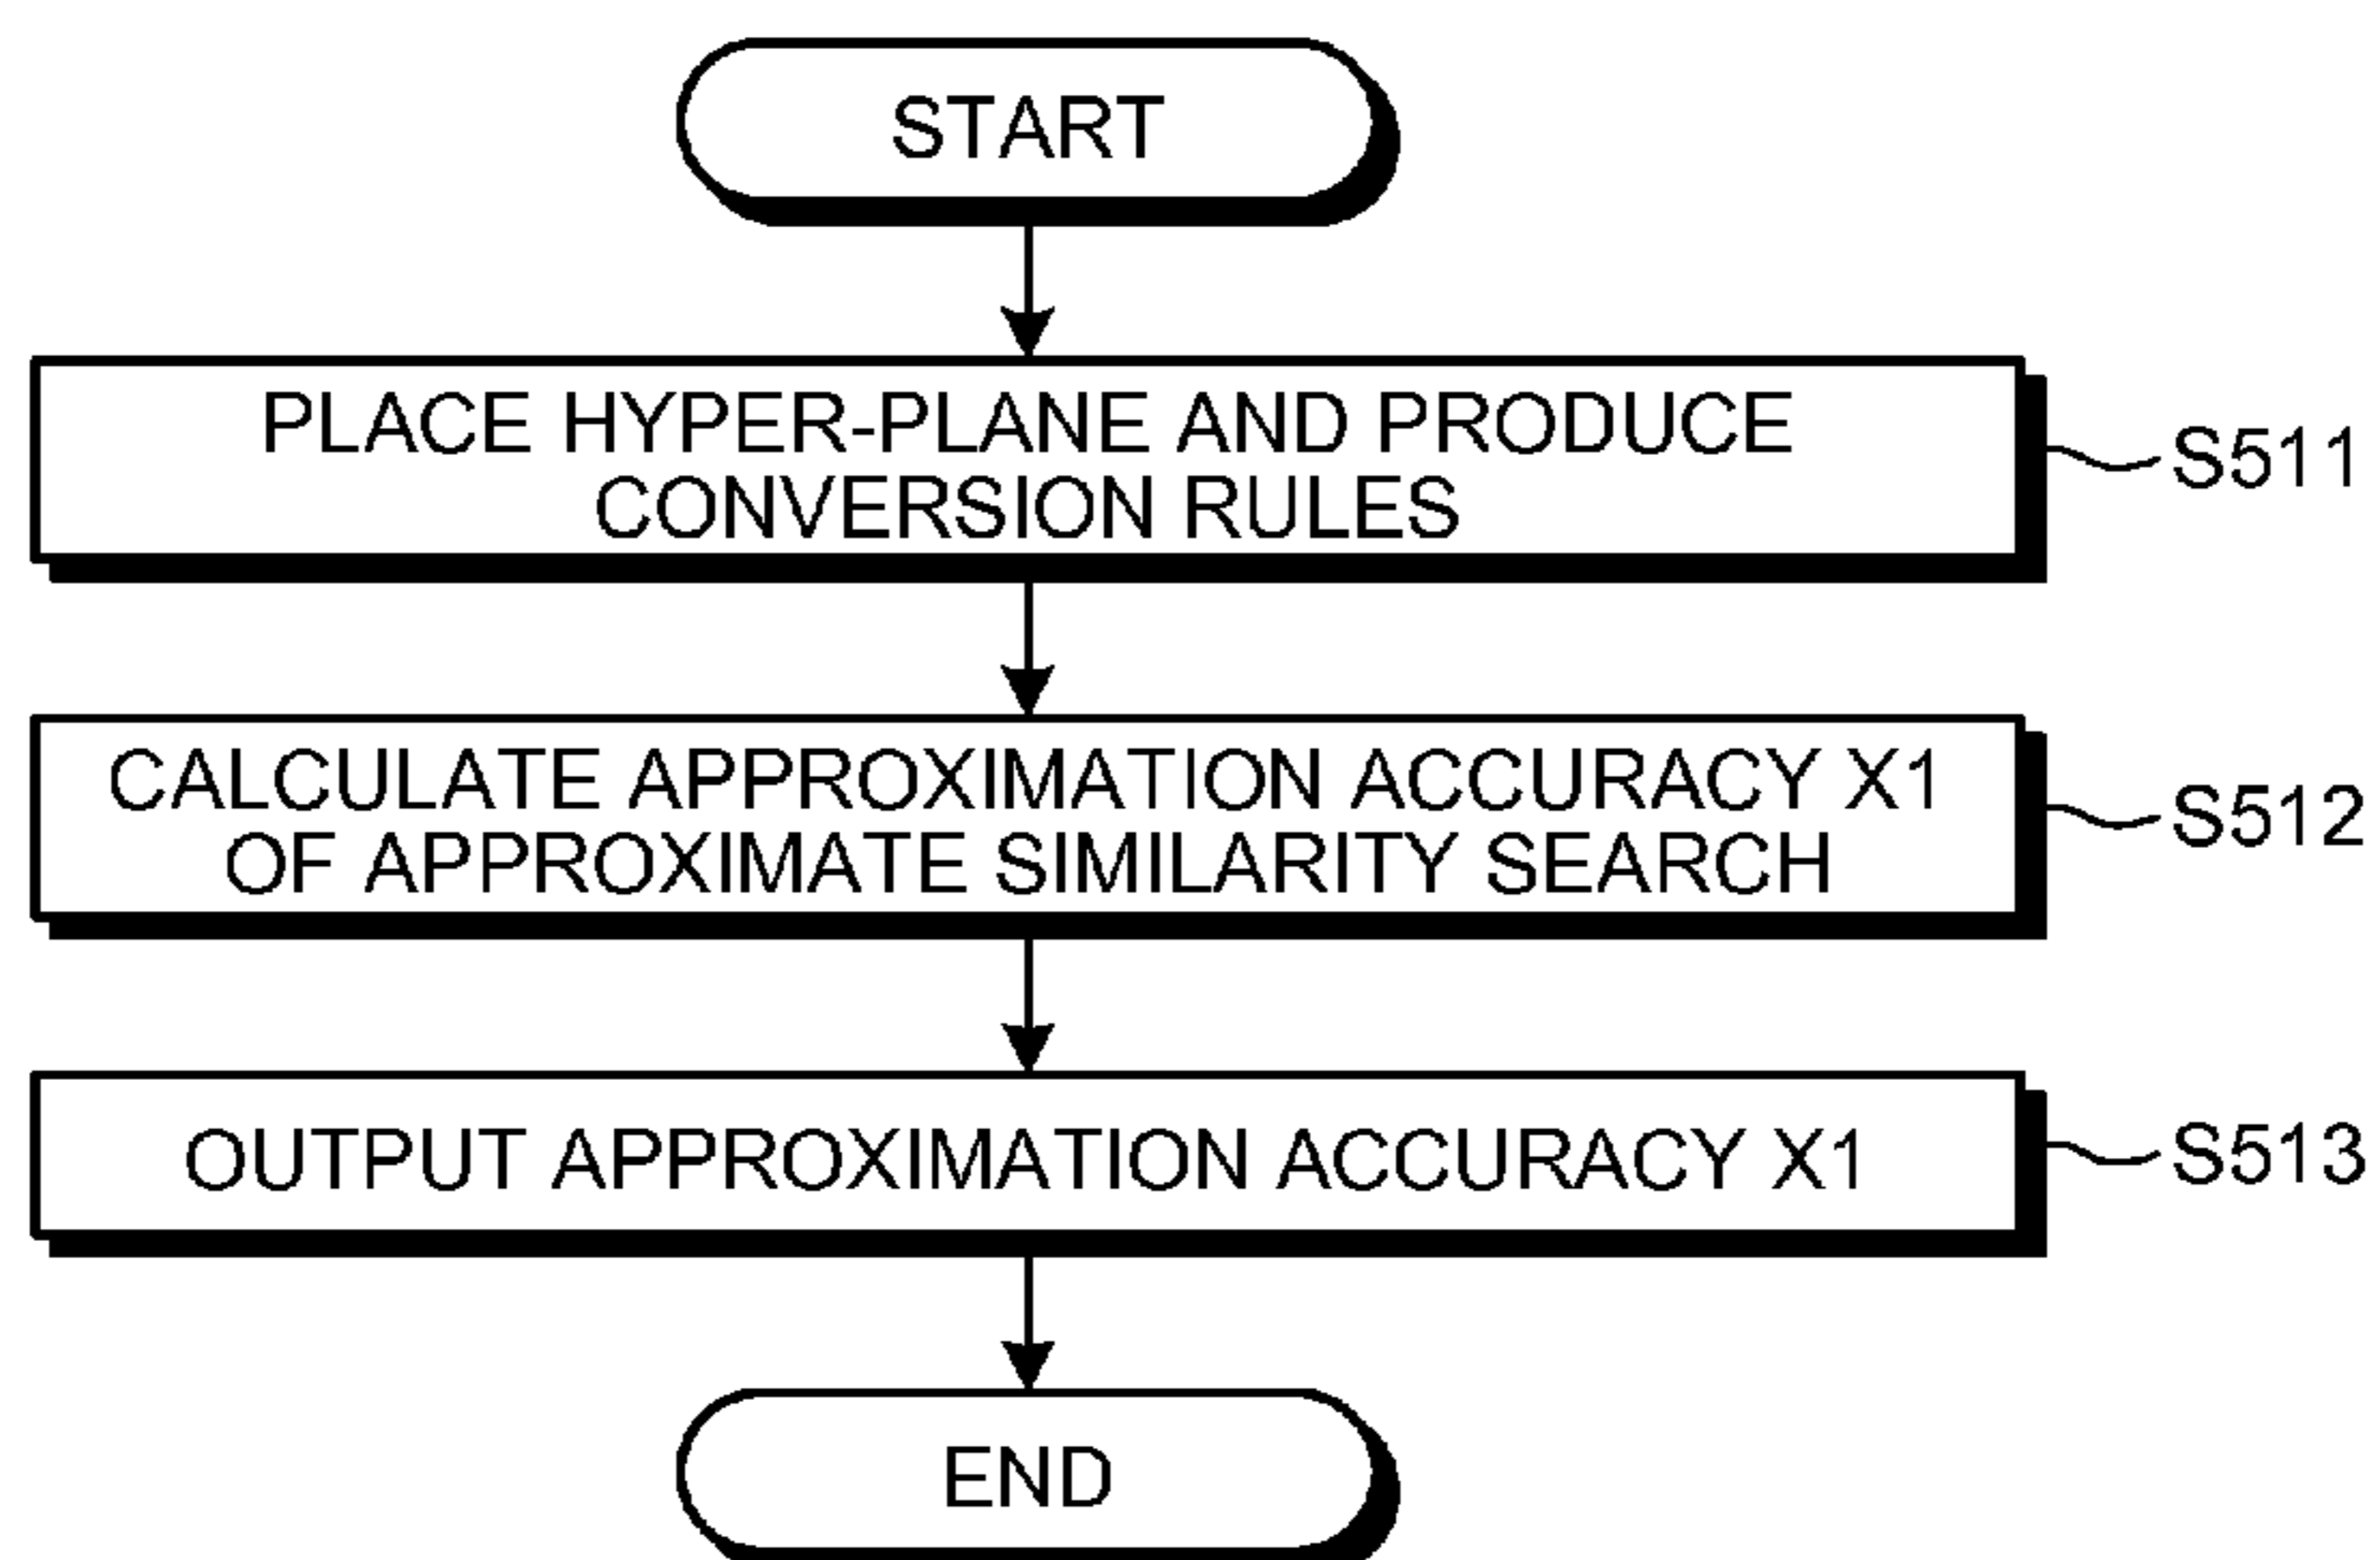 START
PLACE HYPER-PLANE AND PRODUCE
CONVERSION RULES
S511
CALCULATE APPROXIMATION ACCURACY X1
OF APPROXIMATE SIMILARITY SEARCH
S512
OUTPUT APPROXIMATION ACCURACY X1
S513
END